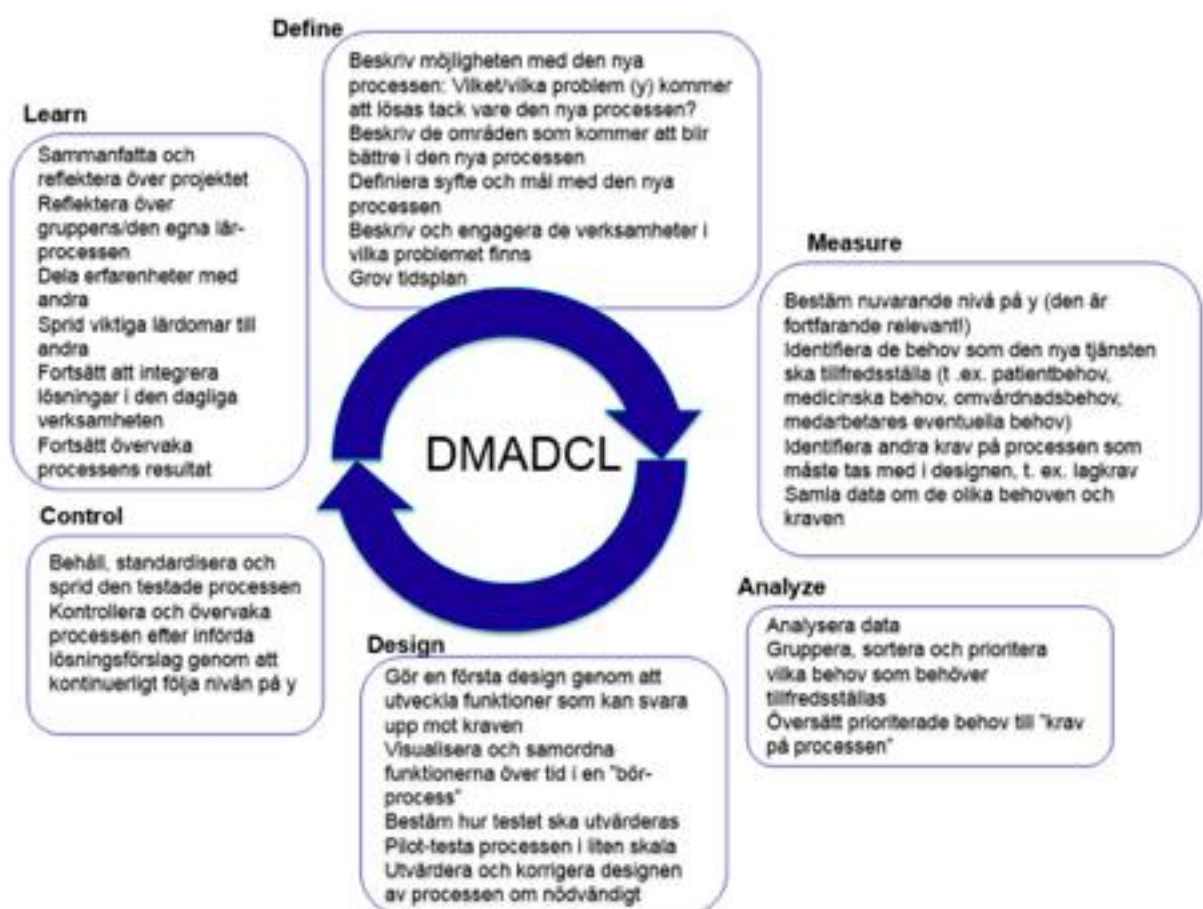 Define
Beskriv möjligheten med den nya
processen: Vilket/vilka problem (y) kommer
att lösas tack vare den nya processen?
Beskriv de områden som kommer att blir
bättre i den nya processen
Definiera syfte och mål med den nya
processen
Beskriv och engagera de verksamheter i
vilka problemet finns
Grov tidsplan
Measure
Bestäm nuvarande nivå på y (den är
fortfarande relevant!)
Identifiera de behov som den nya tjänsten
ska tillfredsställa (t .ex. patientbehov,
medicinska behov, omvårdnadsbehov,
medarbetares eventuella behov)
Identifiera andra krav på processen som
måste tas med i designen, t. ex. lagkrav
Samla data om de olika behoven och
kraven
Analyze
Analysera data
Gruppera, sortera och prioritera
vilka behov som behöver
tillfredsställas
Översätt prioriterade behov till "krav
på processen"
Design
Gör en första design genom att
utveckla funktioner som kan svara
upp mot kraven
Visualisera och samordna
funktionerna över tid i en "bör-
process"
Bestäm hur testet ska utvärderas
Pilot-testa processen i liten skala
Utvärdera och korrigera designen
av processen om nödvändigt
Control
Behåll, standardisera och
sprid den testade processen
Kontrollera och övervaka
processen efter införda
lösningsförslag genom att
kontinuerligt följa nivån på y
Learn
Sammanfatta och
reflektera över projektet
Reflektera över
gruppens/den egna lär-
processen
Dela erfarenheter med
andra
Sprid viktiga lärdomar till
andra
Fortsätt att integrera
lösningar i den dagliga
verksamheten
Fortsätt övervaka
processens resultat
DMADCL